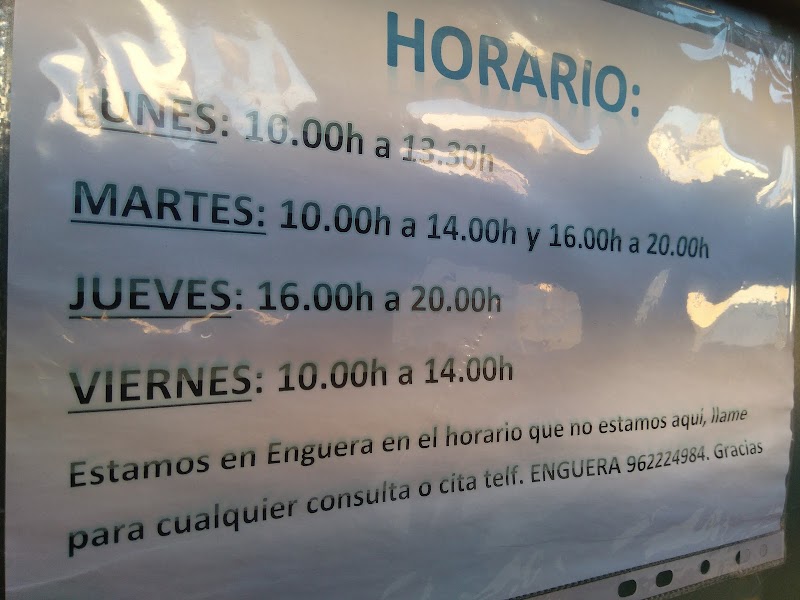 HORARIO:
LUNES: 10.00h a 13.30h
MARTES: 10.00h a 14.00h y 16.00h a 20.00h
JUEVES: 16.00h a 20.00h
VIERNES: 10.00h a 14.00h
Estamos en Enguera en el horario que no estamos aquí, llame
para cualquier consulta o cita telf. ENGUERA 962224984. Gracias